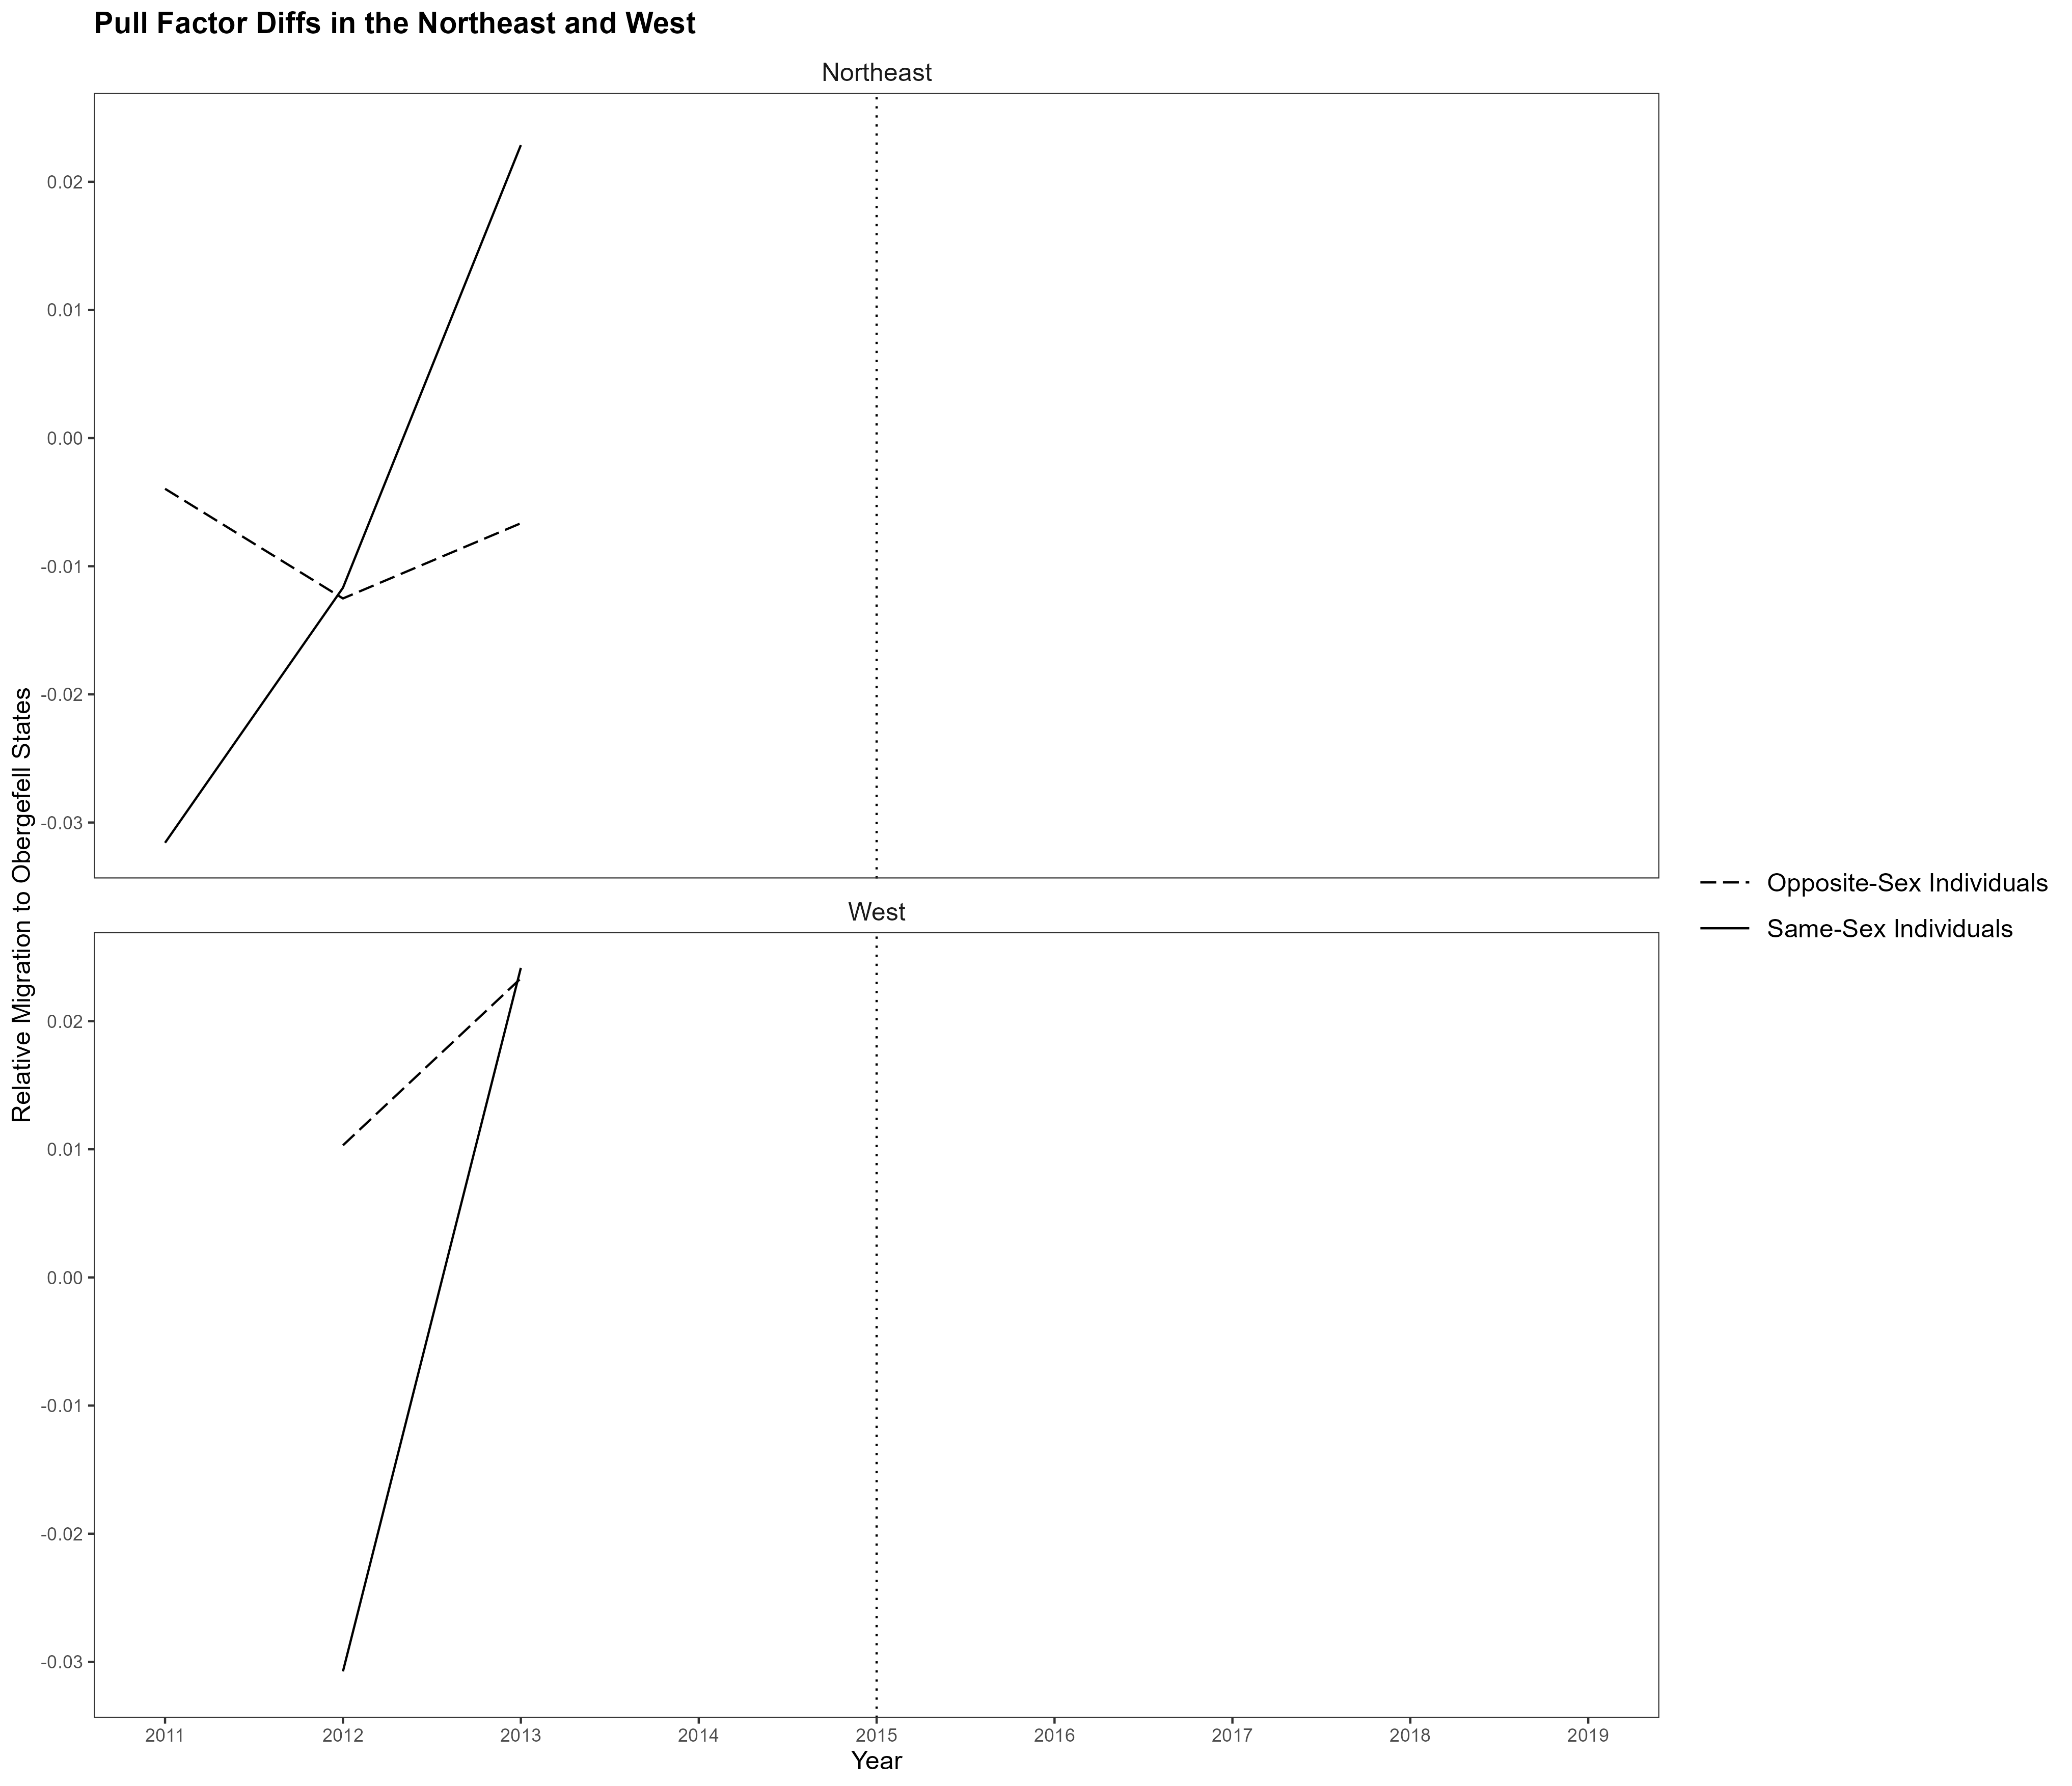 Pull Factor Diffs in the Northeast and West
Northeast
0.02
0.01
0.00
-0.01
-0.02
-0.03
Relative Migration to Obergefell States
Opposite-Sex Individuals
Same-Sex Individuals
West
0.02
0.01
0.00
-0.01
-0.02
-0.03
2011 2012 2013 2014 2015 2016 2017 2018 2019
Year